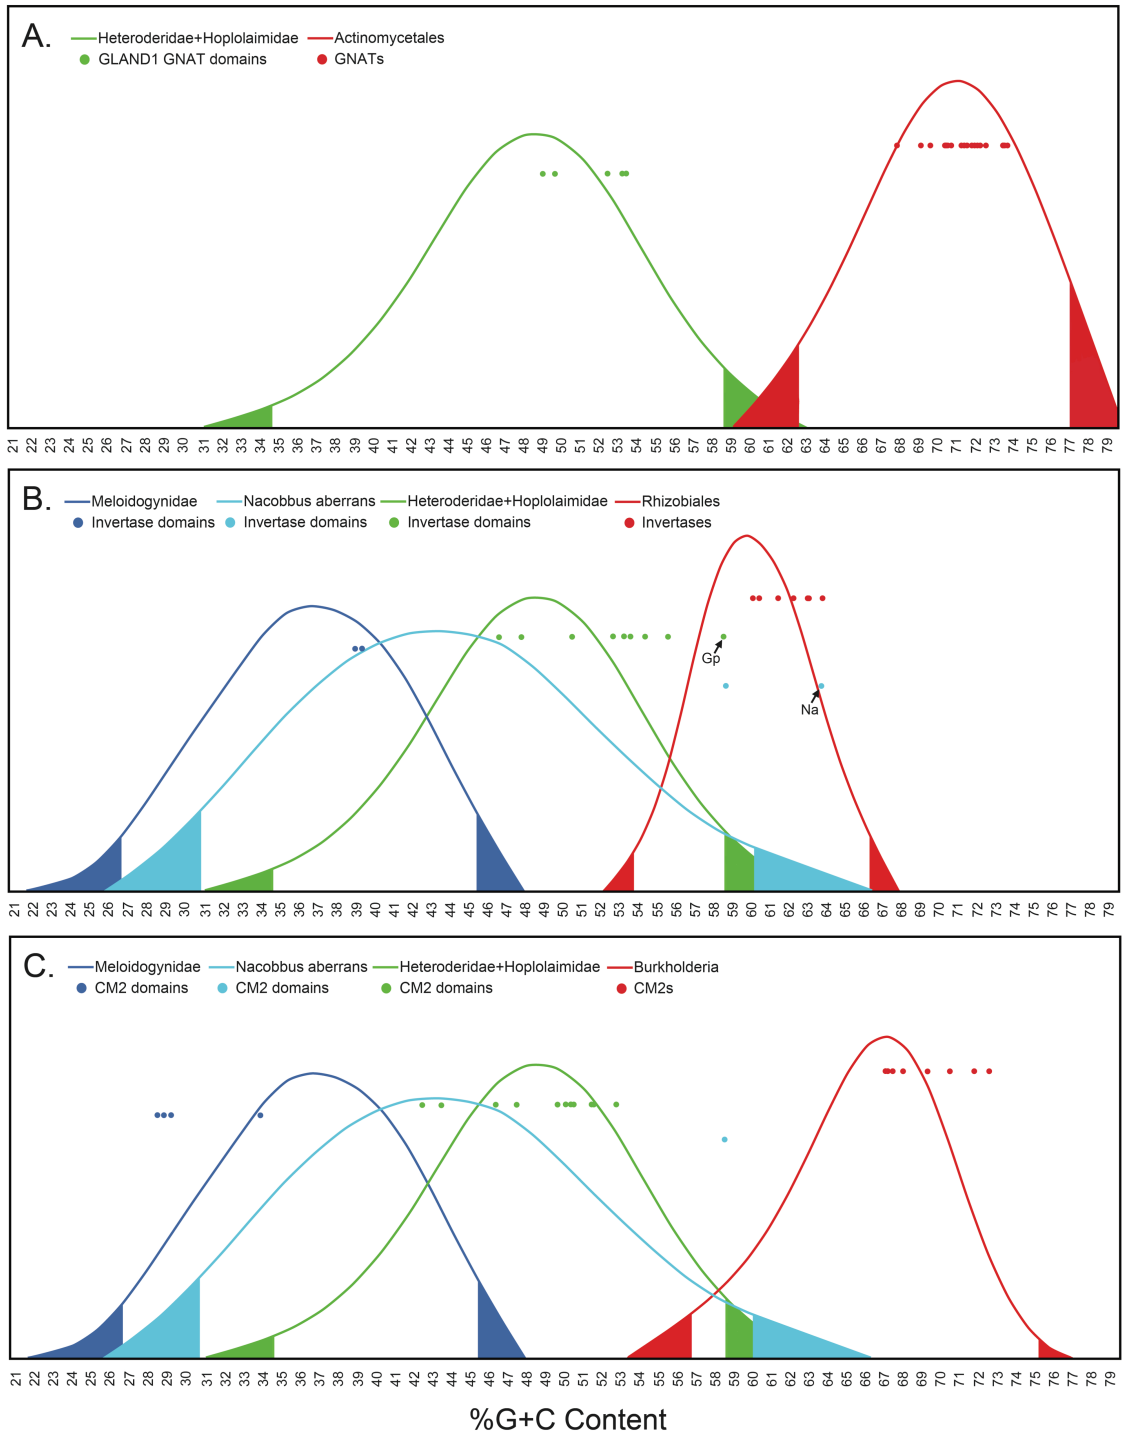 A.
Heteroderidae+Hoplolaimidae Actinomycetales
GLAND1 GNAT domains GNATs
21 22 23 24 25 26 27 28 29 30 31 32 33 34 35 36 37 38 39 40 41 42 43 44 45 46 47 48 49 50 51 52 53 54 55 56 57 58 59 60 61 62 63 64 65 66 67 68 69 70 71 72 73 74 75 76 77 78 79
B.
Meloidogynidae Nacobbus aberrans Heteroderidae+Hoplolaimidae Rhizobiales
Invertase domains Invertase domains Invertase domains Invertases
Gp
Na
21 22 23 24 25 26 27 28 29 30 31 32 33 34 35 36 37 38 39 40 41 42 43 44 45 46 47 48 49 50 51 52 53 54 55 56 57 58 59 60 61 62 63 64 65 66 67 68 69 70 71 72 73 74 75 76 77 78 79
C.
Meloidogynidae Nacobbus aberrans Heteroderidae+Hoplolaimidae Burkholderia
CM2 domains CM2 domains CM2 domains CM2s
21 22 23 24 25 26 27 28 29 30 31 32 33 34 35 36 37 38 39 40 41 42 43 44 45 46 47 48 49 50 51 52 53 54 55 56 57 58 59 60 61 62 63 64 65 66 67 68 69 70 71 72 73 74 75 76 77 78 79
%G+C Content